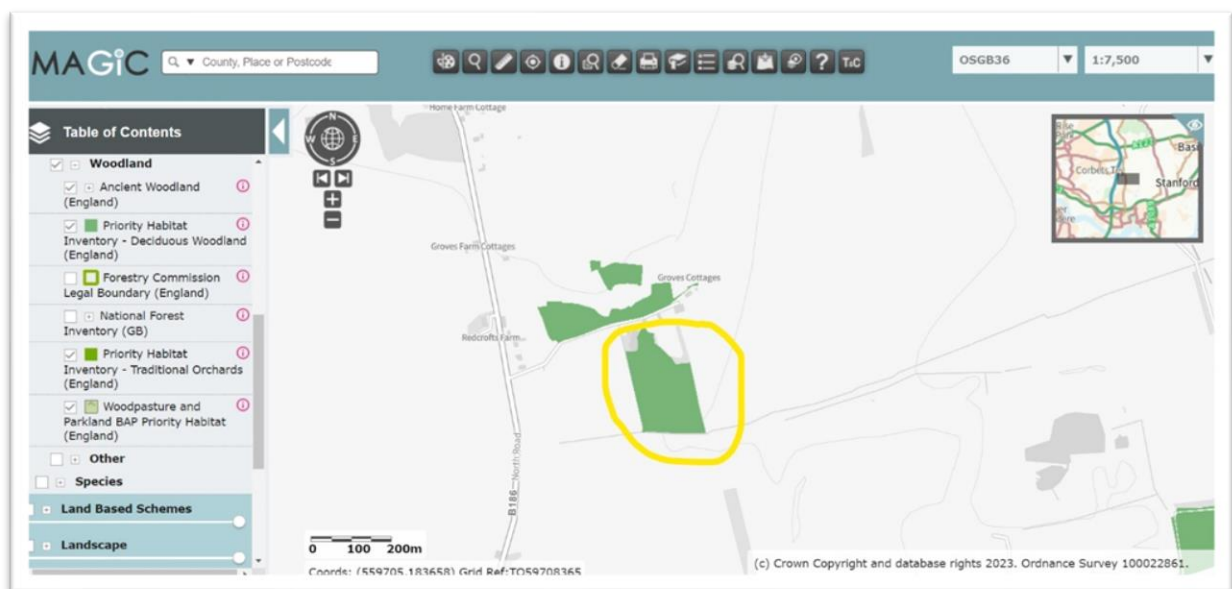 MAGiC
County, Place or Postcode
T&C
OSGB36
1:7,500
Table of Contents
Woodland
Ancient Woodland
(England)
Priority Habitat
Inventory - Deciduous Woodland
(England)
Forestry Commission
Legal Boundary (England)
National Forest
Inventory (GB)
Priority Habitat
Inventory - Traditional Orchards
(England)
Woodpasture and
Parkland BAP Priority Habitat
(England)
Other
Species
Land Based Schemes
Landscape
Home Farm Cottage
N
W E
S
Groves Farm Cottages
Groves Cottages
Redcrofts Farm
B186 North Road
Corbets
Stanford
0 100 200m
Coords: (559705,183658) Grid Ref:TQ59708365
(c) Crown Copyright and database rights 2023. Ordnance Survey 100022861.